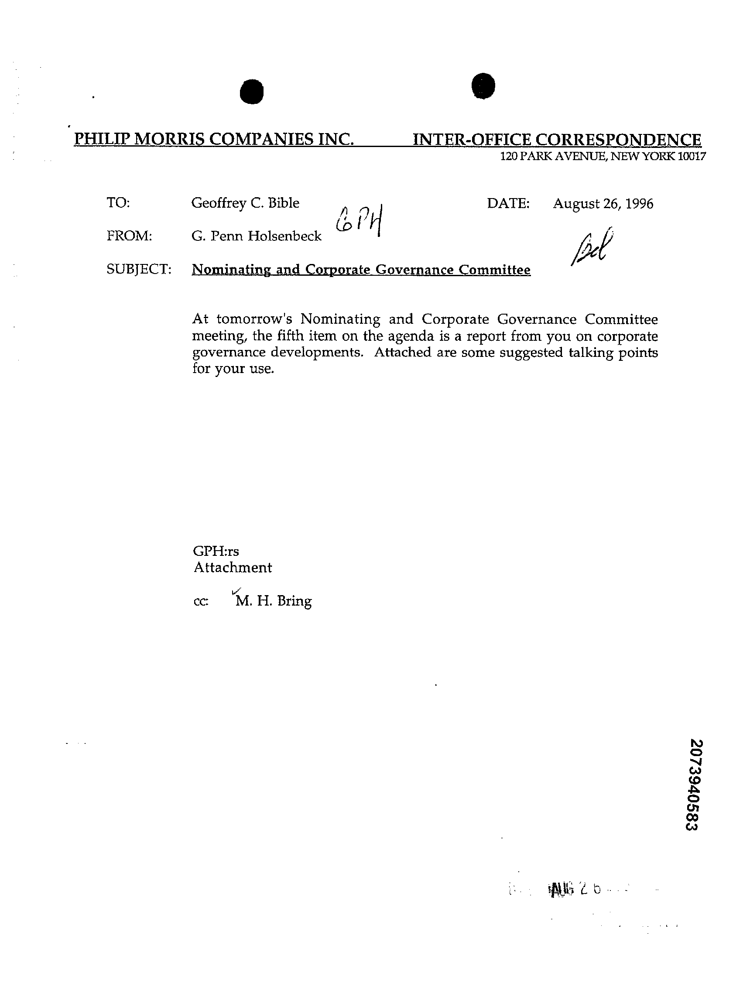 PHILIP MORRIS COMPANIES INC. INTER-OFFICE CORRESPONDENCE
120 PARK AVENUE, NEW YORK 10017
TO: Geoffrey C. Bible DATE: August 26, 1996
GPH
FROM: G. Penn Holsenbeck
SUBJECT: Nominating and Corporate Governance Committee
At tomorrow's Nominating and Corporate Governance Committee
meeting, the fifth item on the agenda is a report from you on corporate
governance developments. Attached are some suggested talking points
for your use.
GPH:rs
Attachment
cc: M. H. Bring
2073940583
AUG 26